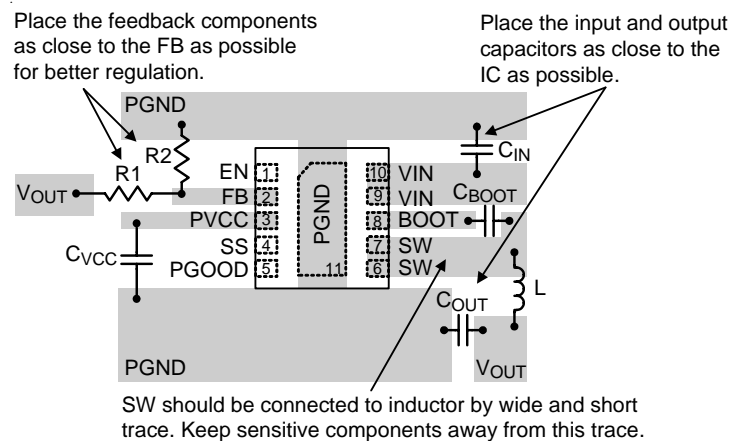 Place the feedback components
as close to the FB as possible
for better regulation.
Place the input and output
capacitors as close to the
IC as possible.
PGND
R1
R2
VOUT
CIN
EN 1
FB 2
PVCC 3
SS 4
PGOOD 5
PGND
11
10 VIN
9 VIN
8 BOOT
7 SW
6 SW
CBOOT
CVCC
L
COUT
PGND
VOUT
SW should be connected to inductor by wide and short
trace. Keep sensitive components away from this trace.